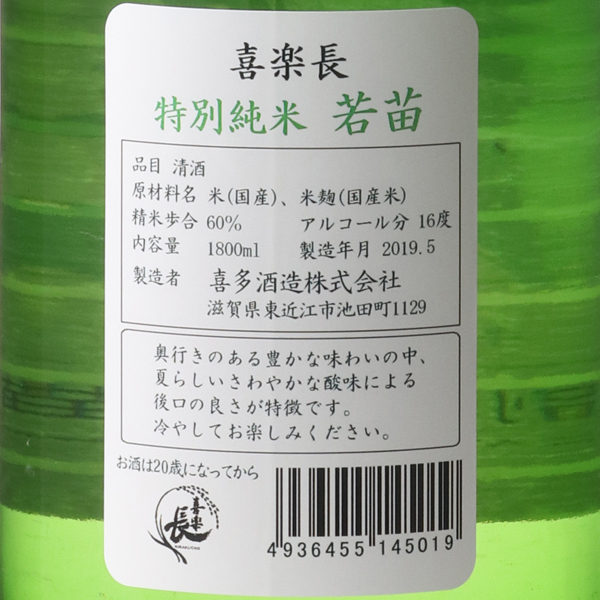 喜楽長
特別純米 若苗
品目 清酒
原材料名 米(国産)、米麹(国産米)
精米歩合 60% アルコール分 16度
内容量 1800ml 製造年月 2019.5
製造者 喜多酒造株式会社
滋賀県東近江市池田町1129
奥行きのある豊かな味わいの中、
夏らしいさわやかな酸味による
後口の良さが特徴です。
冷やしてお楽しみください。
お酒は20歳になってから
喜楽長
KIRAKUCHO
4936455 145019